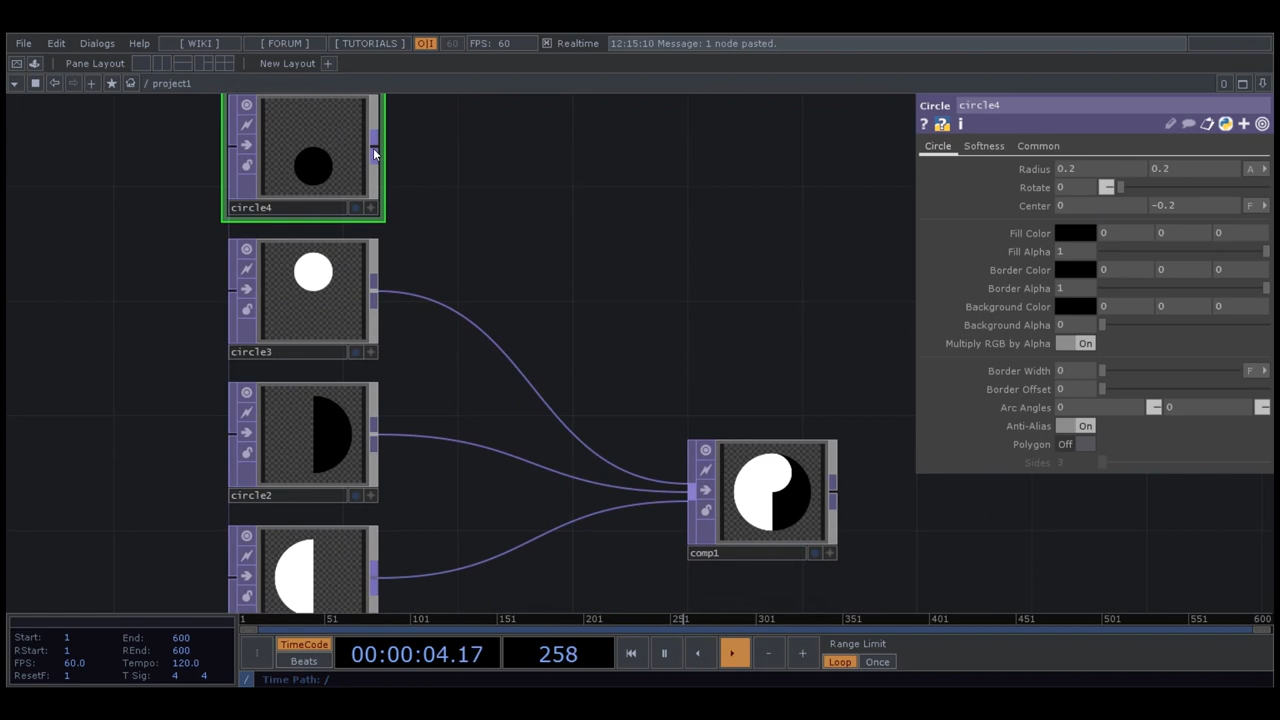 File Edit Dialogs Help [ WIKI ] [ FORUM ] [ TUTORIALS ] O|I 60 FPS: 60 Realtime 12:15:10 Message: 1 node pasted.
Pane Layout New Layout +
/ project1 0
Circle circle4
? ? i
Circle Softness Common
Radius 0.2 0.2 A
Rotate 0
Center 0 -0.2 F
Fill Color 0 0 0
Fill Alpha 1
Border Color 0 0 0
Border Alpha 1
Background Color 0 0 0
Background Alpha 0
Multiply RGB by Alpha On
Border Width 0 F
Border Offset 0
Arc Angles 0 0
Anti-Alias On
Polygon Off
Sides 3
circle4
circle3
circle2
comp1
1 51 101 151 201 251 301 351 401 451 501 551 600
Start: 1 End: 600
RStart: 1 REnd: 600
FPS: 60.0 Tempo: 120.0
ResetF: 1 T Sig: 4 4
TimeCode
Beats
00:00:04.17 258
Range Limit
Loop Once
/ Time Path: /